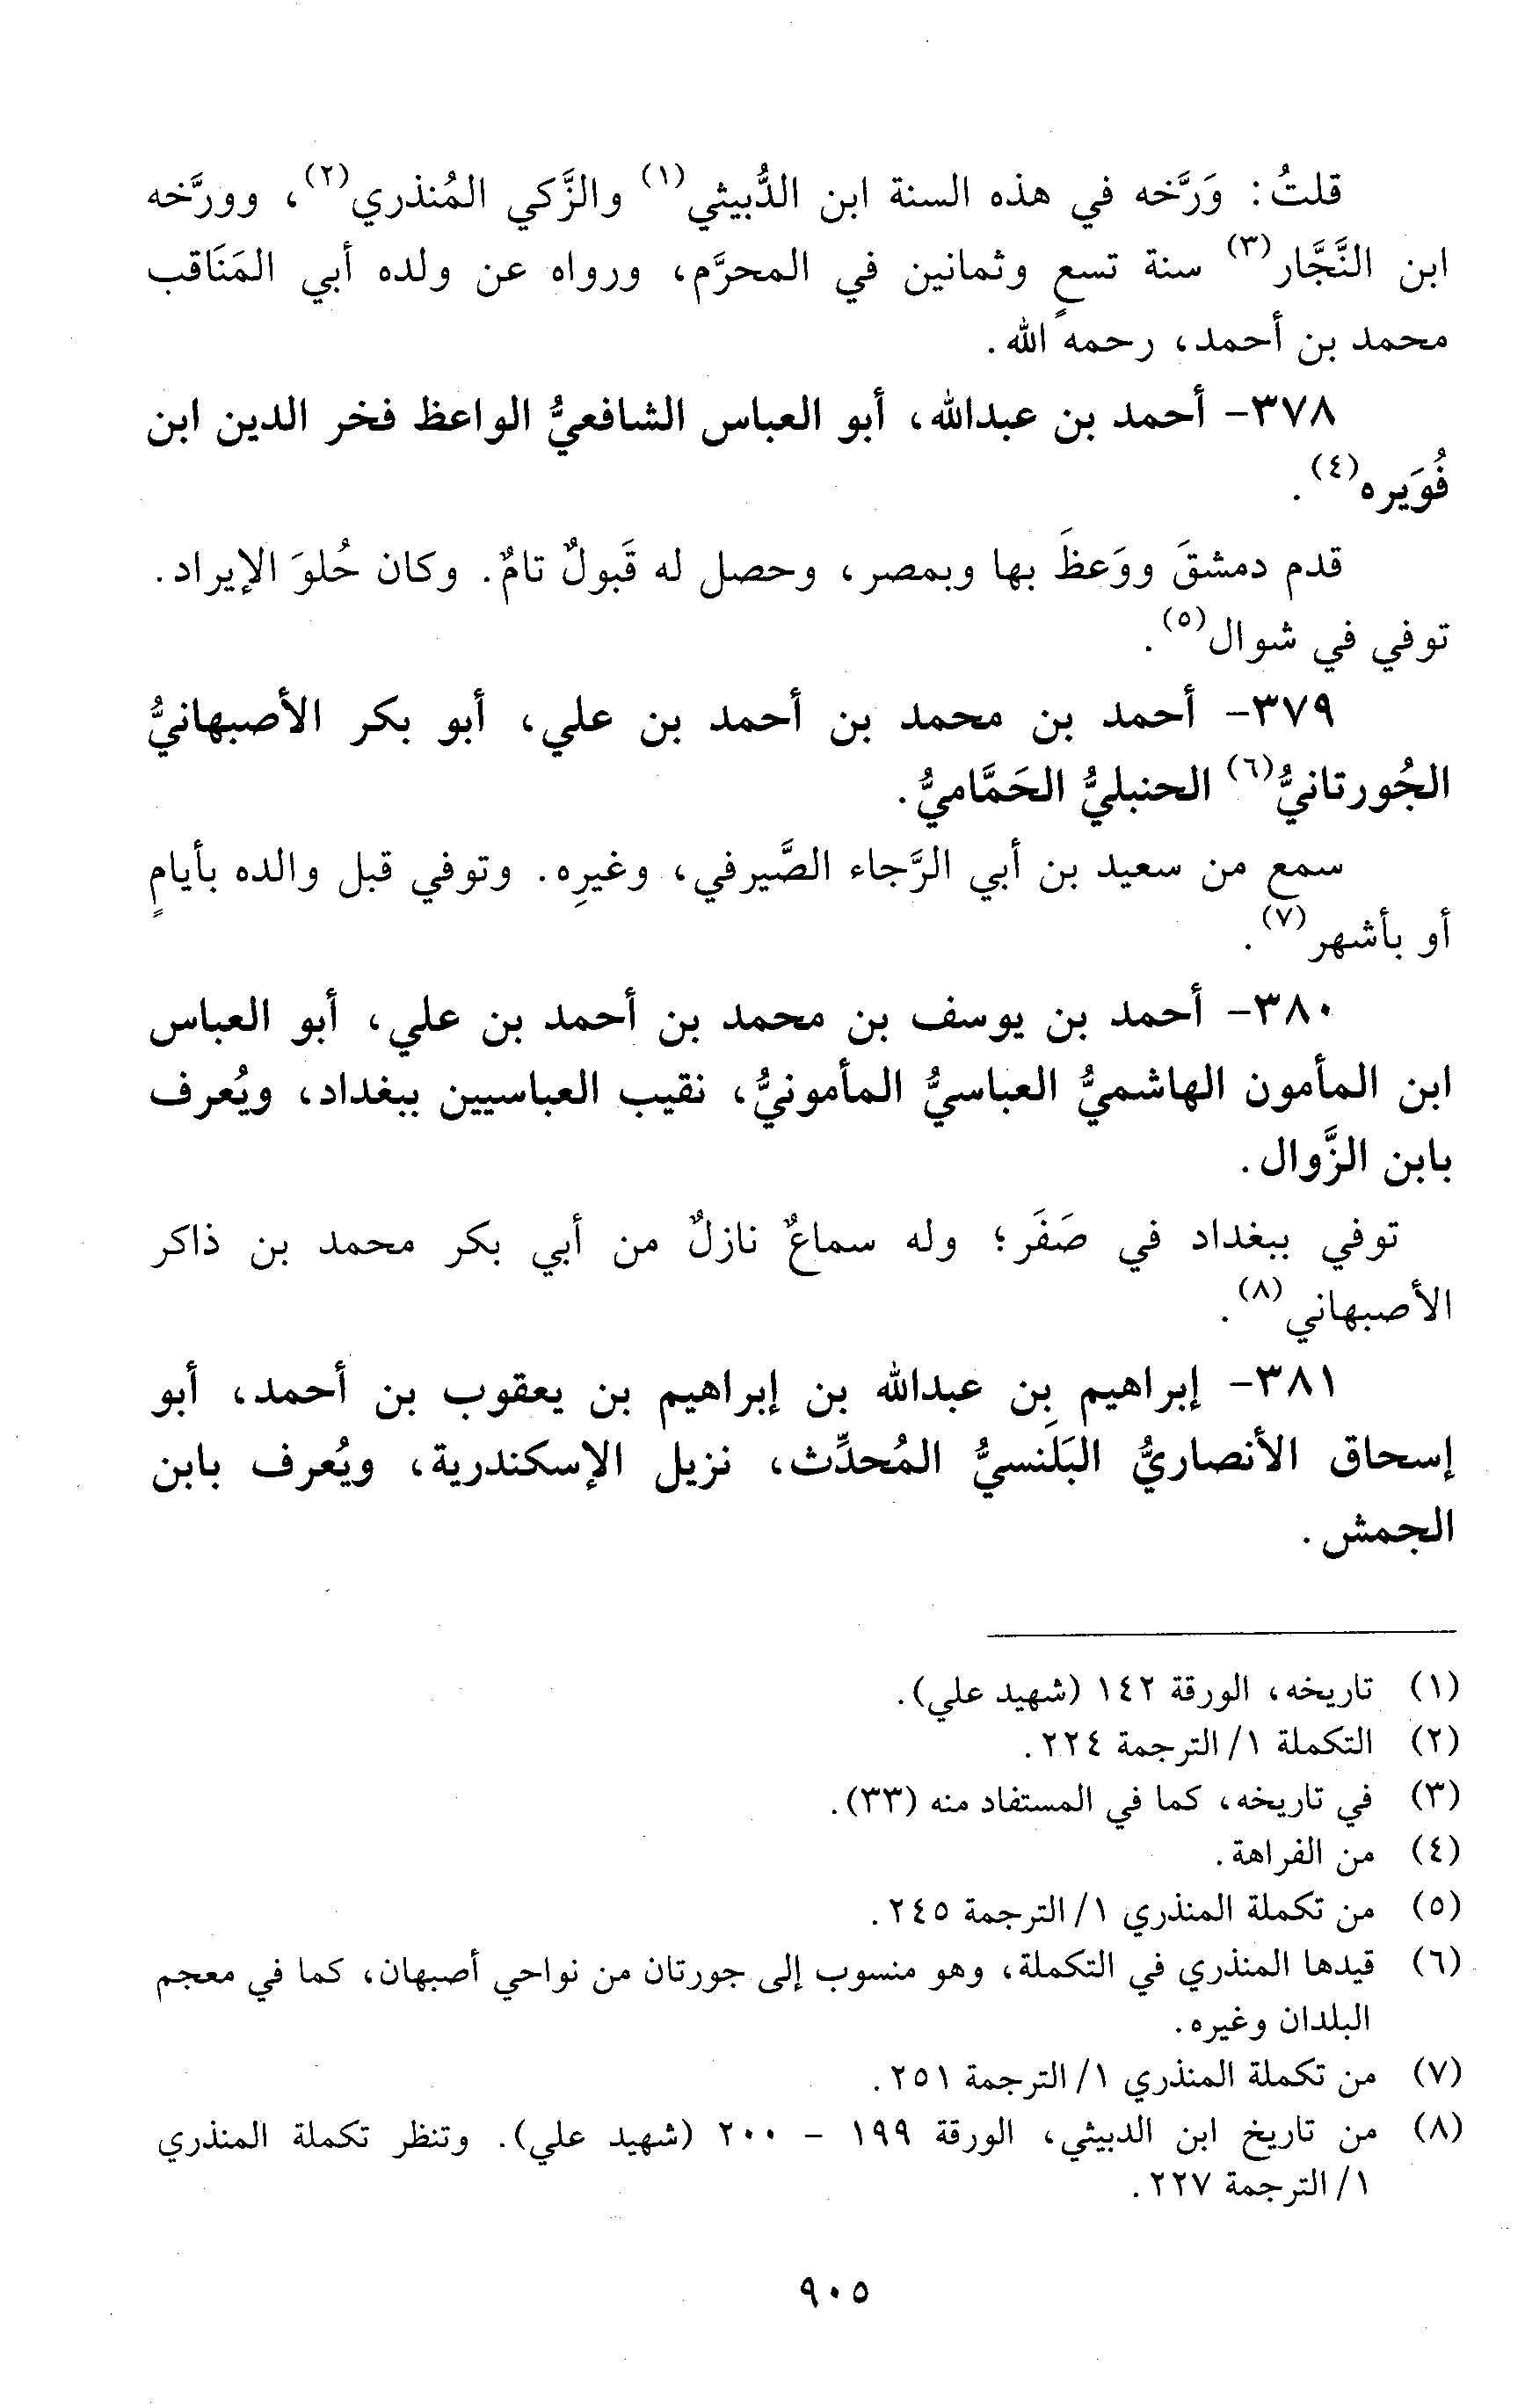 قلتُ: وَرَّخه في هذه السنة ابن الدُّبيثي(١) والزَّكي المُنذري(٢)، وورَّخه
ابن النَّجَّار(٣) سنة تسعٍ وثمانين في المحرَّم، ورواه عن ولده أبي المَنَاقب
محمد بن أحمد، رحمه الله.
٣٧٨- أحمد بن عبدالله، أبو العباس الشافعيُّ الواعظ فخر الدين ابن
فُوَيره(٤).
قدم دمشقَ ووَعظَ بها وبمصر، وحصل له قَبولٌ تامٌ. وكان حُلوَ الإيراد.
توفي في شوال(٥).
٣٧٩- أحمد بن محمد بن أحمد بن علي، أبو بكر الأصبهانيُّ
الجُورتانيُّ(٦) الحنبليُّ الحَمَّاميُّ.
سمع من سعيد بن أبي الرَّجاء الصَّيرفي، وغيرِه. وتوفي قبل والده بأيامٍ
أو بأشهر(٧).
٣٨٠- أحمد بن يوسف بن محمد بن أحمد بن علي، أبو العباس
ابن المأمون الهاشميُّ العباسيُّ المأمونيُّ، نقيب العباسيين ببغداد، ويُعرف
بابن الزَّوال.
توفي ببغداد في صَفَر؛ وله سماعٌ نازلٌ من أبي بكر محمد بن ذاكر
الأصبهاني(٨).
٣٨١- إبراهيم بن عبدالله بن إبراهيم بن يعقوب بن أحمد، أبو
إسحاق الأنصاريُّ البَلَنسيُّ المُحدِّث، نزيل الإسكندرية، ويُعرف بابن
الجمش.
(١) تاريخه، الورقة ١٤٢ (شهيد علي).
(٢) التكملة ١/ الترجمة ٢٢٤.
(٣) في تاريخه، كما في المستفاد منه (٣٣).
(٤) من الفراهة.
(٥) من تكملة المنذري ١/ الترجمة ٢٤٥.
(٦) قيدها المنذري في التكملة، وهو منسوب إلى جورتان من نواحي أصبهان، كما في معجم
البلدان وغيره.
(٧) من تكملة المنذري ١/ الترجمة ٢٥١.
(٨) من تاريخ ابن الدبيثي، الورقة ١٩٩ - ٢٠٠ (شهيد علي). وتنظر تكملة المنذري
١/ الترجمة ٢٢٧.
٩٠٥